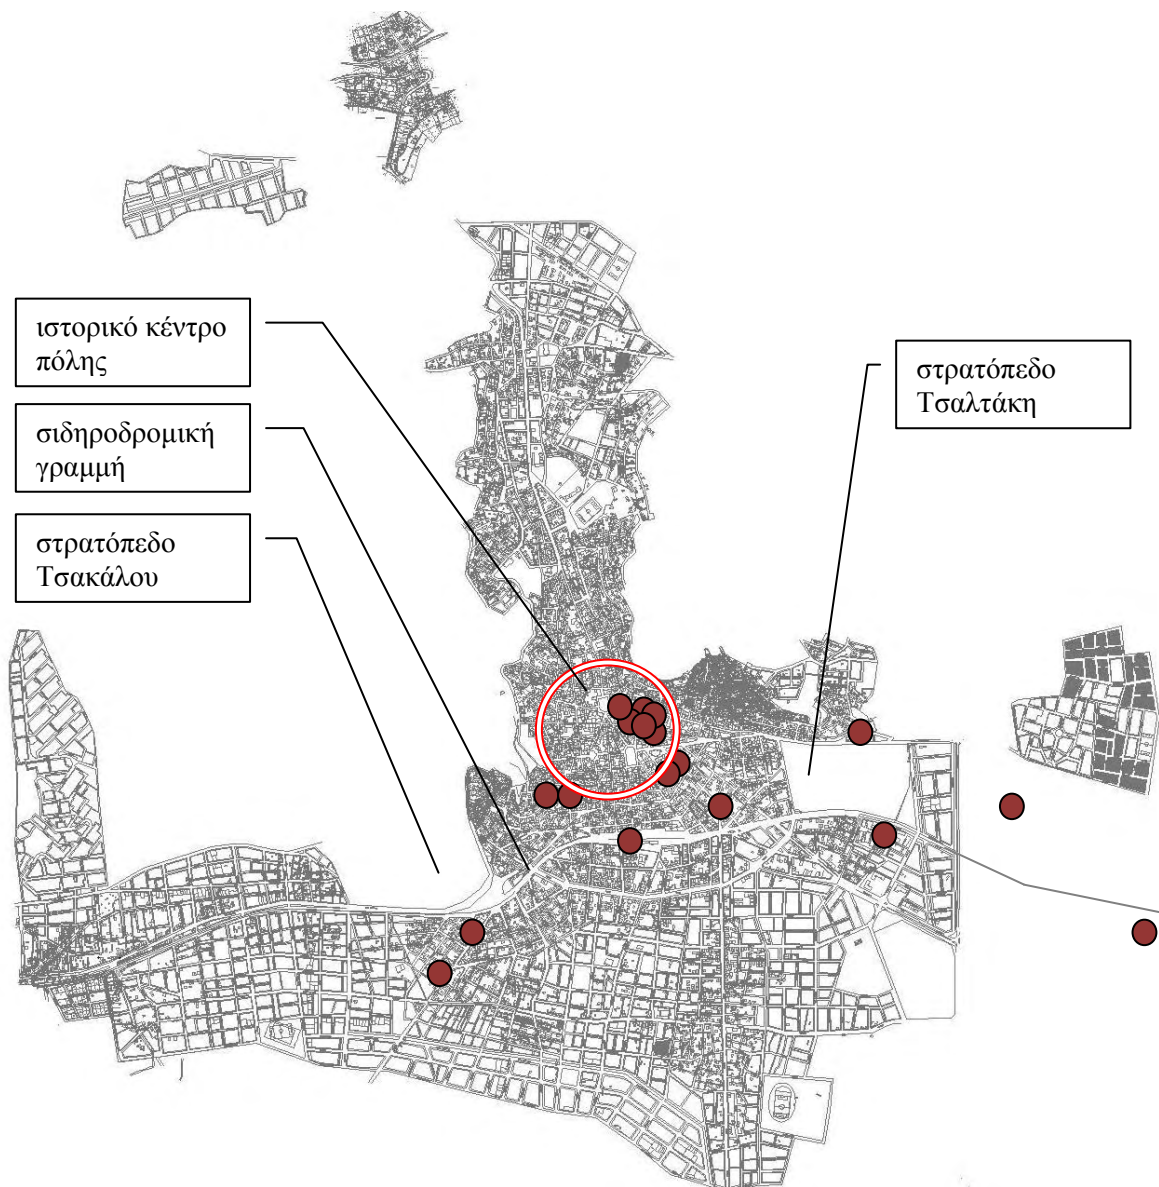 ιστορικό κέντρο
πόλης
σιδηροδρομική
γραμμή
στρατόπεδο
Τσακάλου
στρατόπεδο
Τσαλτάκη